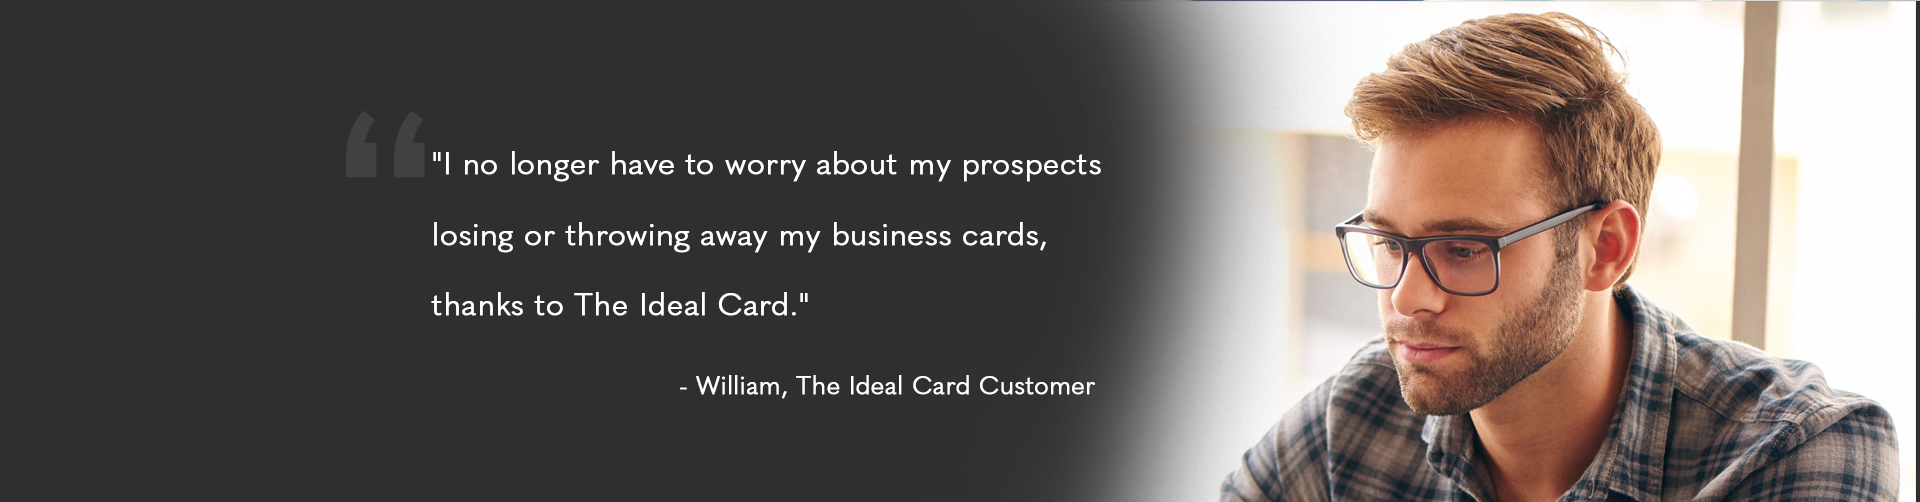 "I no longer have to worry about my prospects
losing or throwing away my business cards,
thanks to The Ideal Card."
- William, The Ideal Card Customer